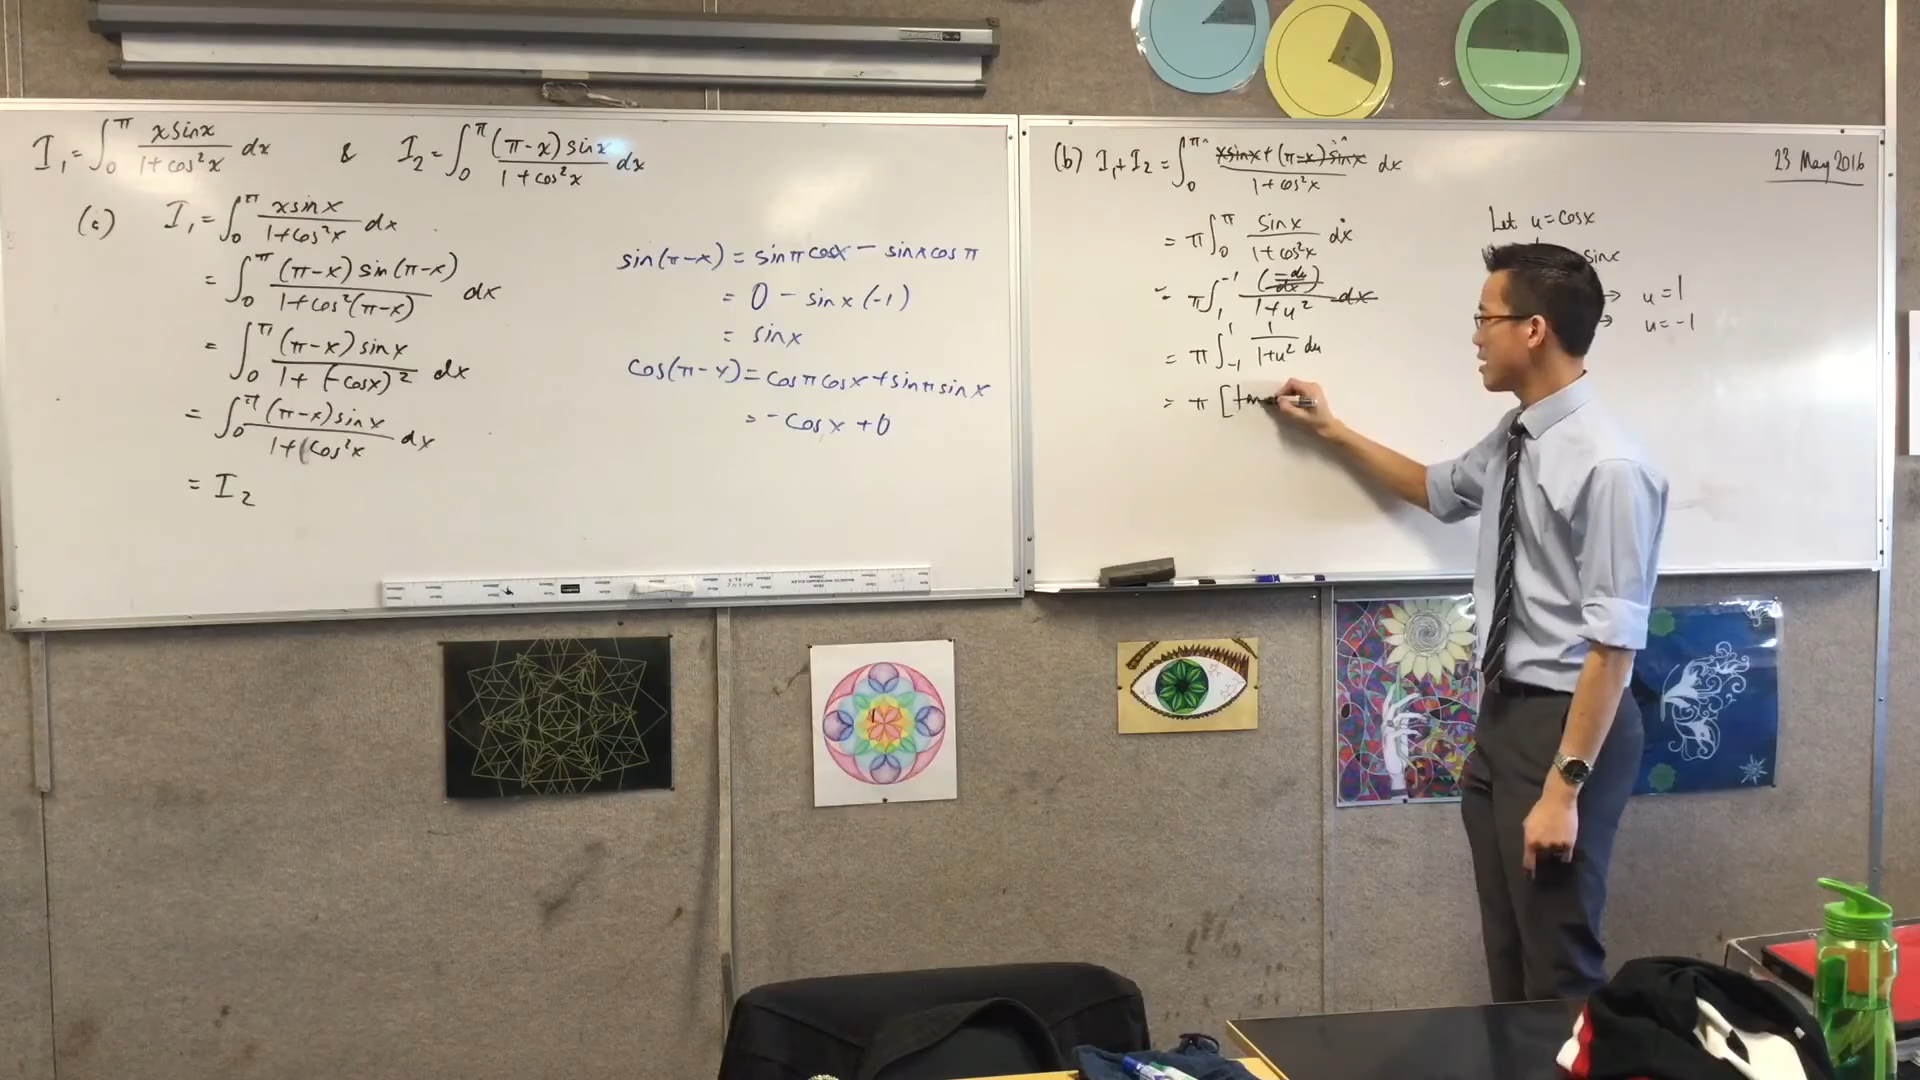 I₁ = ∫₀^π x sin x / (1 + cos²x) dx & I₂ = ∫₀^π (π-x) sin x / (1 + cos²x) dx
(a) I₁ = ∫₀^π x sin x / (1 + cos²x) dx
= ∫₀^π (π-x) sin(π-x) / (1 + cos²(π-x)) dx
= ∫₀^π (π-x) sin x / (1 + (-cos x)²) dx
= ∫₀^π (π-x) sin x / (1 + (cos²x) dx
= I₂
sin(π-x) = sin π cos x - sin x cos π
= 0 - sin x (-1)
= sin x
cos(π-x) = cos π cos x + sin π sin x
= -cos x + 0
(b) I₁ + I₂ = ∫₀^π x sin x + (π-x) sin x / (1 + cos²x) dx
= π ∫₀^π sin x / (1 + cos²x) dx
= π ∫₁^-1 (-du/dx) / (1 + u²) dx
= π ∫₋₁^1 1 / (1 + u²) du
= π [tan
23 May 2016
Let u = cos x
sin x
→ u = 1
→ u = -1